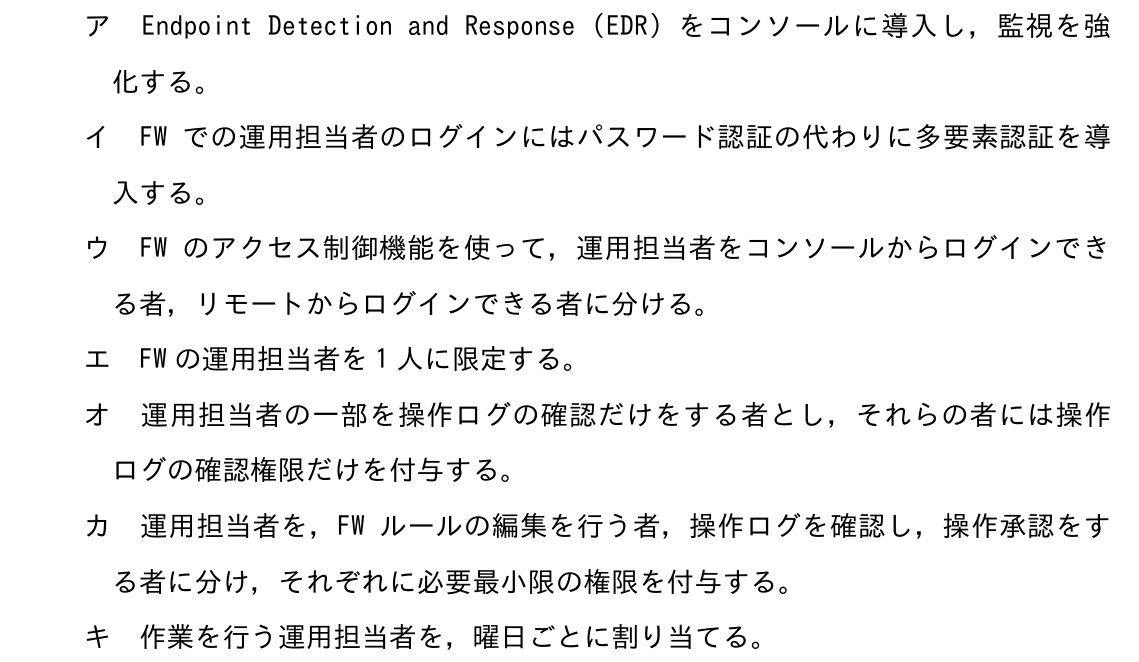 ア　Endpoint Detection and Response（EDR）をコンソールに導入し，監視を強
化する。
イ　FW での運用担当者のログインにはパスワード認証の代わりに多要素認証を導
入する。
ウ　FW のアクセス制御機能を使って，運用担当者をコンソールからログインでき
る者，リモートからログインできる者に分ける。
エ　FW の運用担当者を 1 人に限定する。
オ　運用担当者の一部を操作ログの確認だけをする者とし，それらの者には操作
ログの確認権限だけを付与する。
カ　運用担当者を，FW ルールの編集を行う者，操作ログを確認し，操作承認をす
る者に分け，それぞれに必要最小限の権限を付与する。
キ　作業を行う運用担当者を，曜日ごとに割り当てる。